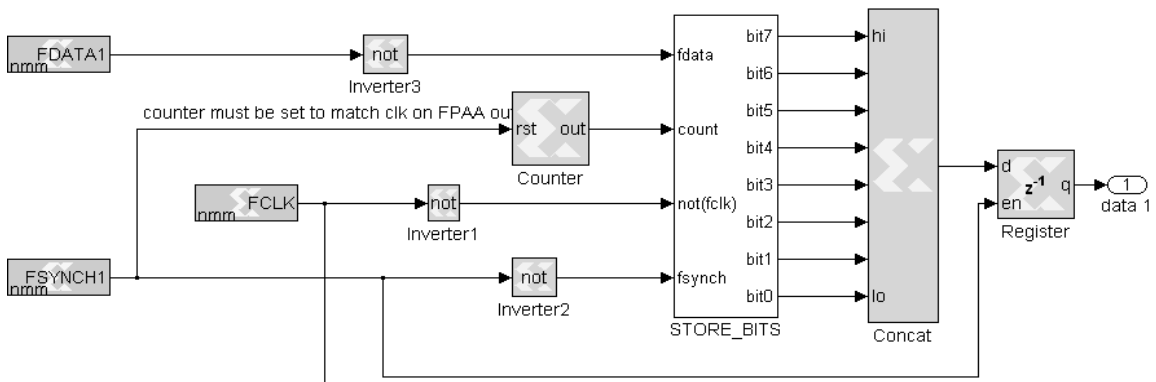 FDATA1
nmm
not
Inverter3
counter must be set to match clk on FPAA out
rst
out
Counter
FCLK
nmm
not
Inverter1
FSYNCH1
nmm
not
Inverter2
fdata
count
not(fclk)
fsynch
bit7
bit6
bit5
bit4
bit3
bit2
bit1
bit0
STORE_BITS
hi
lo
Concat
d
en
z-1
q
Register
1
data 1